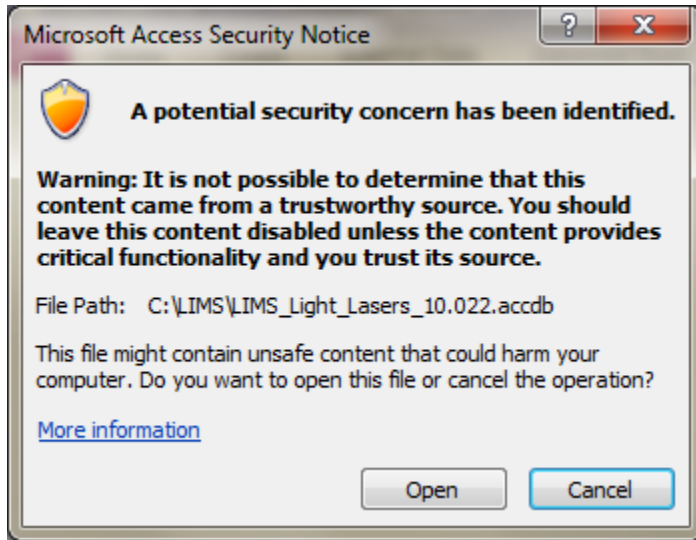 Microsoft Access Security Notice
A potential security concern has been identified.
Warning: It is not possible to determine that this
content came from a trustworthy source. You should
leave this content disabled unless the content provides
critical functionality and you trust its source.
File Path: C:\LIMS\LIMS_Light_Lasers_10.022.accdb
This file might contain unsafe content that could harm your
computer. Do you want to open this file or cancel the operation?
More information
Open Cancel